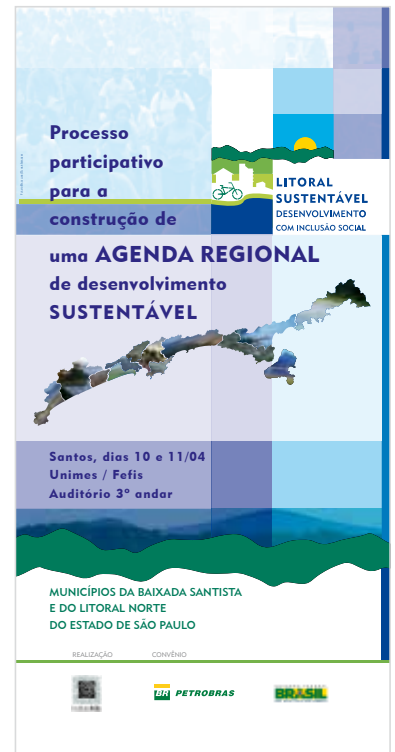 Processo
participativo
para a
construção de
uma AGENDA REGIONAL
de desenvolvimento
SUSTENTÁVEL
LITORAL
SUSTENTÁVEL
DESENVOLVIMENTO
COM INCLUSÃO SOCIAL
Santos, dias 10 e 11/04
Unimes / Fefis
Auditório 3º andar
MUNICÍPIOS DA BAIXADA SANTISTA
E DO LITORAL NORTE
DO ESTADO DE SÃO PAULO
REALIZAÇÃO
CONVÊNIO
BR PETROBRAS
BRASIL